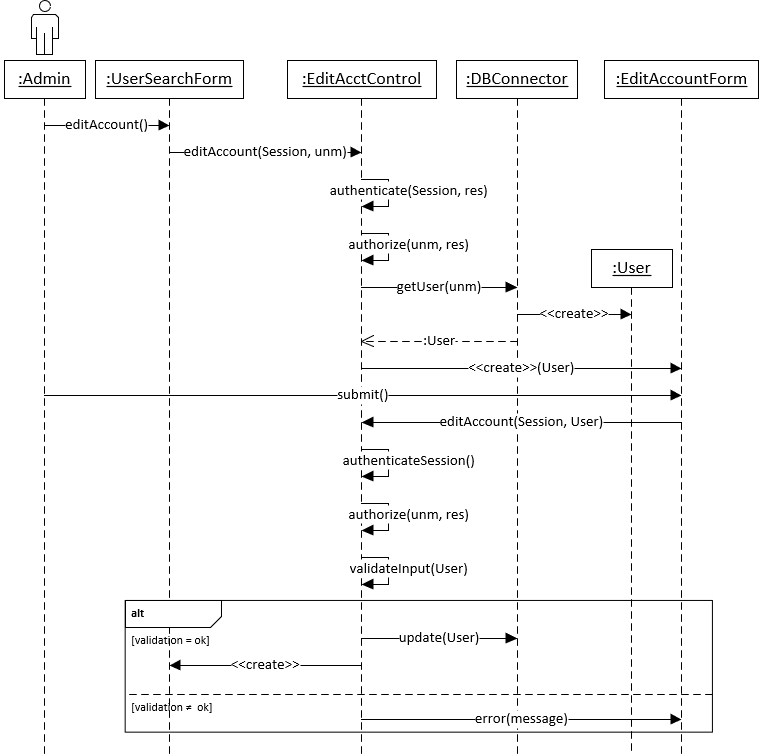 :Admin
:UserSearchForm
:EditAcctControl
:DBConnector
:EditAccountForm
editAccount()
editAccount(Session, unm)
authenticate(Session, res)
authorize(unm, res)
:User
getUser(unm)
<<create>>
:User
<<create>>(User)
submit()
editAccount(Session, User)
authenticateSession()
authorize(unm, res)
validateInput(User)
alt
[validation = ok]
update(User)
<<create>>
[validation ≠ ok]
error(message)